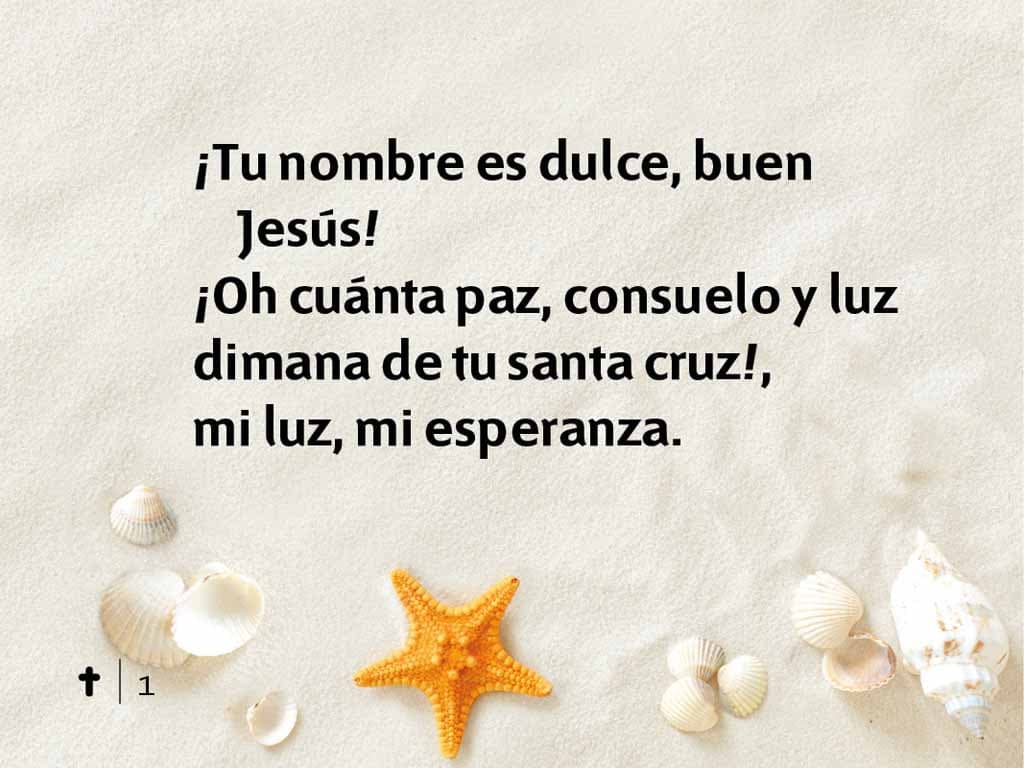 ¡Tu nombre es dulce, buen
Jesús!
¡Oh cuánta paz, consuelo y luz
dimana de tu santa cruz!,
mi luz, mi esperanza.
1